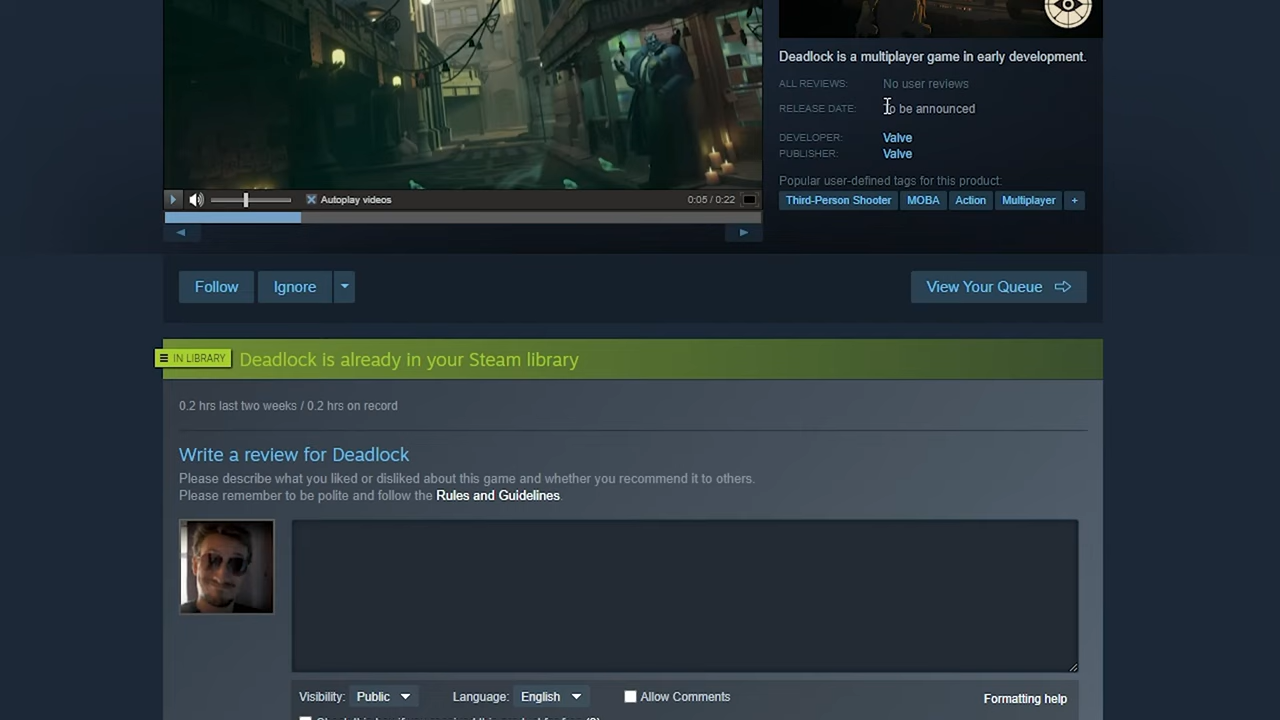 Deadlock is a multiplayer game in early development.
ALL REVIEWS: No user reviews
RELEASE DATE: To be announced
DEVELOPER: Valve
PUBLISHER: Valve
Popular user-defined tags for this product:
Third-Person Shooter MOBA Action Multiplayer +
Autoplay videos 0:05 / 0:22
Follow Ignore View Your Queue
IN LIBRARY Deadlock is already in your Steam library
0.2 hrs last two weeks / 0.2 hrs on record
Write a review for Deadlock
Please describe what you liked or disliked about this game and whether you recommend it to others.
Please remember to be polite and follow the Rules and Guidelines.
Visibility: Public Language: English Allow Comments Formatting help